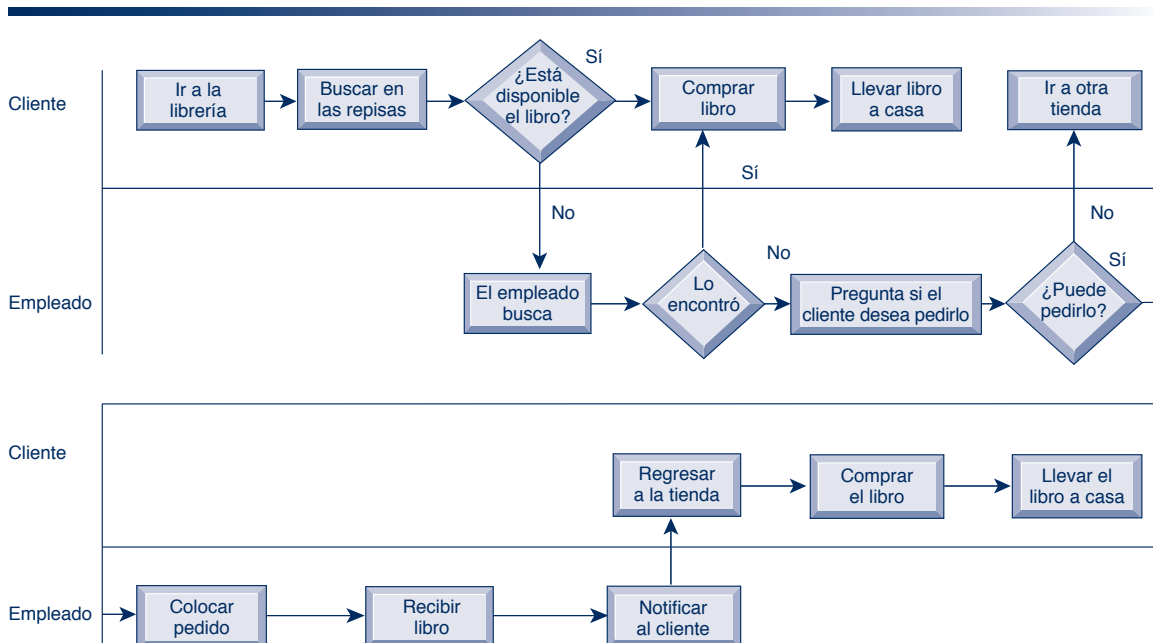 Cliente
Ir a la
librería
Buscar en
las repisas
¿Está
disponible
el libro?
Sí
Comprar
libro
Llevar libro
a casa
Ir a otra
tienda
Sí
No
No
No
Sí
Empleado
El empleado
busca
Lo
encontró
Pregunta si el
cliente desea pedirlo
¿Puede
pedirlo?
Cliente
Regresar
a la tienda
Comprar
el libro
Llevar el
libro a casa
Empleado
Colocar
pedido
Recibir
libro
Notificar
al cliente